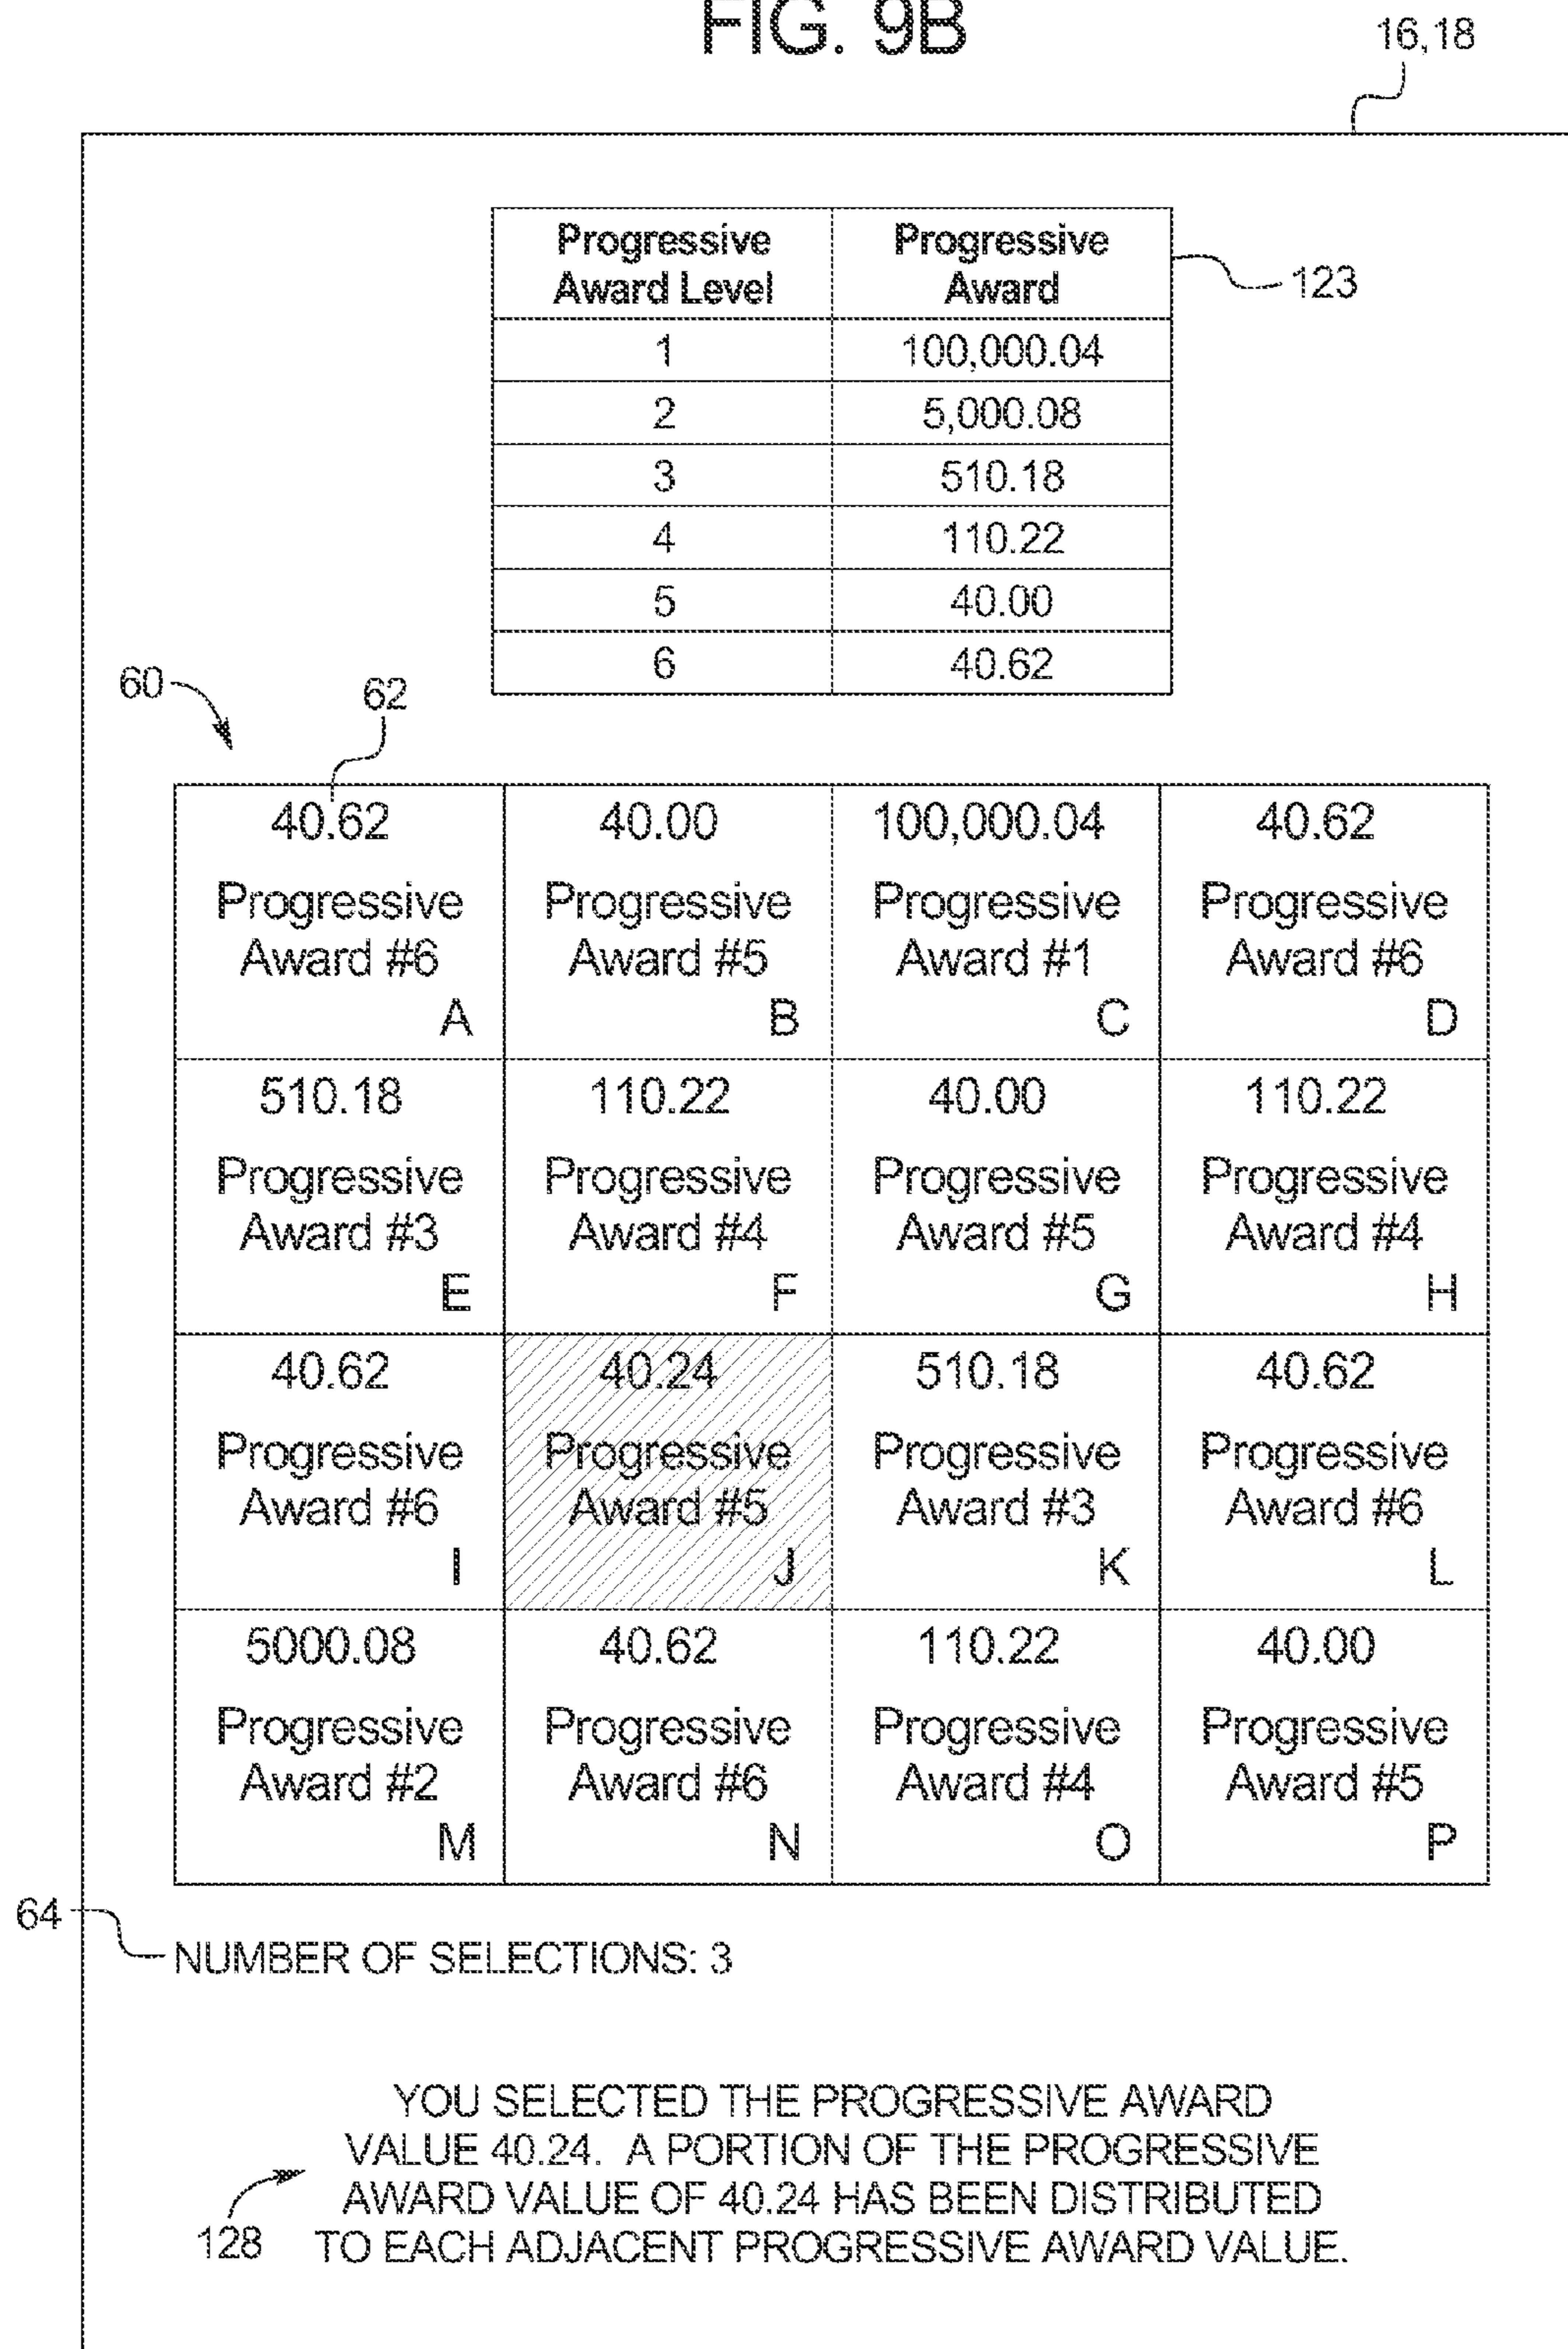 FIG. 9B
16,18
Progressive Award Level Progressive Award
123
1 100,000.04
2 5,000.08
3 510.18
4 110.22
5 40.00
6 40.62
60
62
40.62 40.00 100,000.04 40.62
Progressive Progressive Progressive Progressive
Award #6 Award #5 Award #1 Award #6
A B C D
510.18 110.22 40.00 110.22
Progressive Progressive Progressive Progressive
Award #3 Award #4 Award #5 Award #4
E F G H
40.62 40.24 510.18 40.62
Progressive Progressive Progressive Progressive
Award #6 Award #5 Award #3 Award #6
I J K L
5000.08 40.62 110.22 40.00
Progressive Progressive Progressive Progressive
Award #2 Award #6 Award #4 Award #5
M N O P
64
NUMBER OF SELECTIONS: 3
YOU SELECTED THE PROGRESSIVE AWARD
VALUE 40.24. A PORTION OF THE PROGRESSIVE
AWARD VALUE OF 40.24 HAS BEEN DISTRIBUTED
128 TO EACH ADJACENT PROGRESSIVE AWARD VALUE.